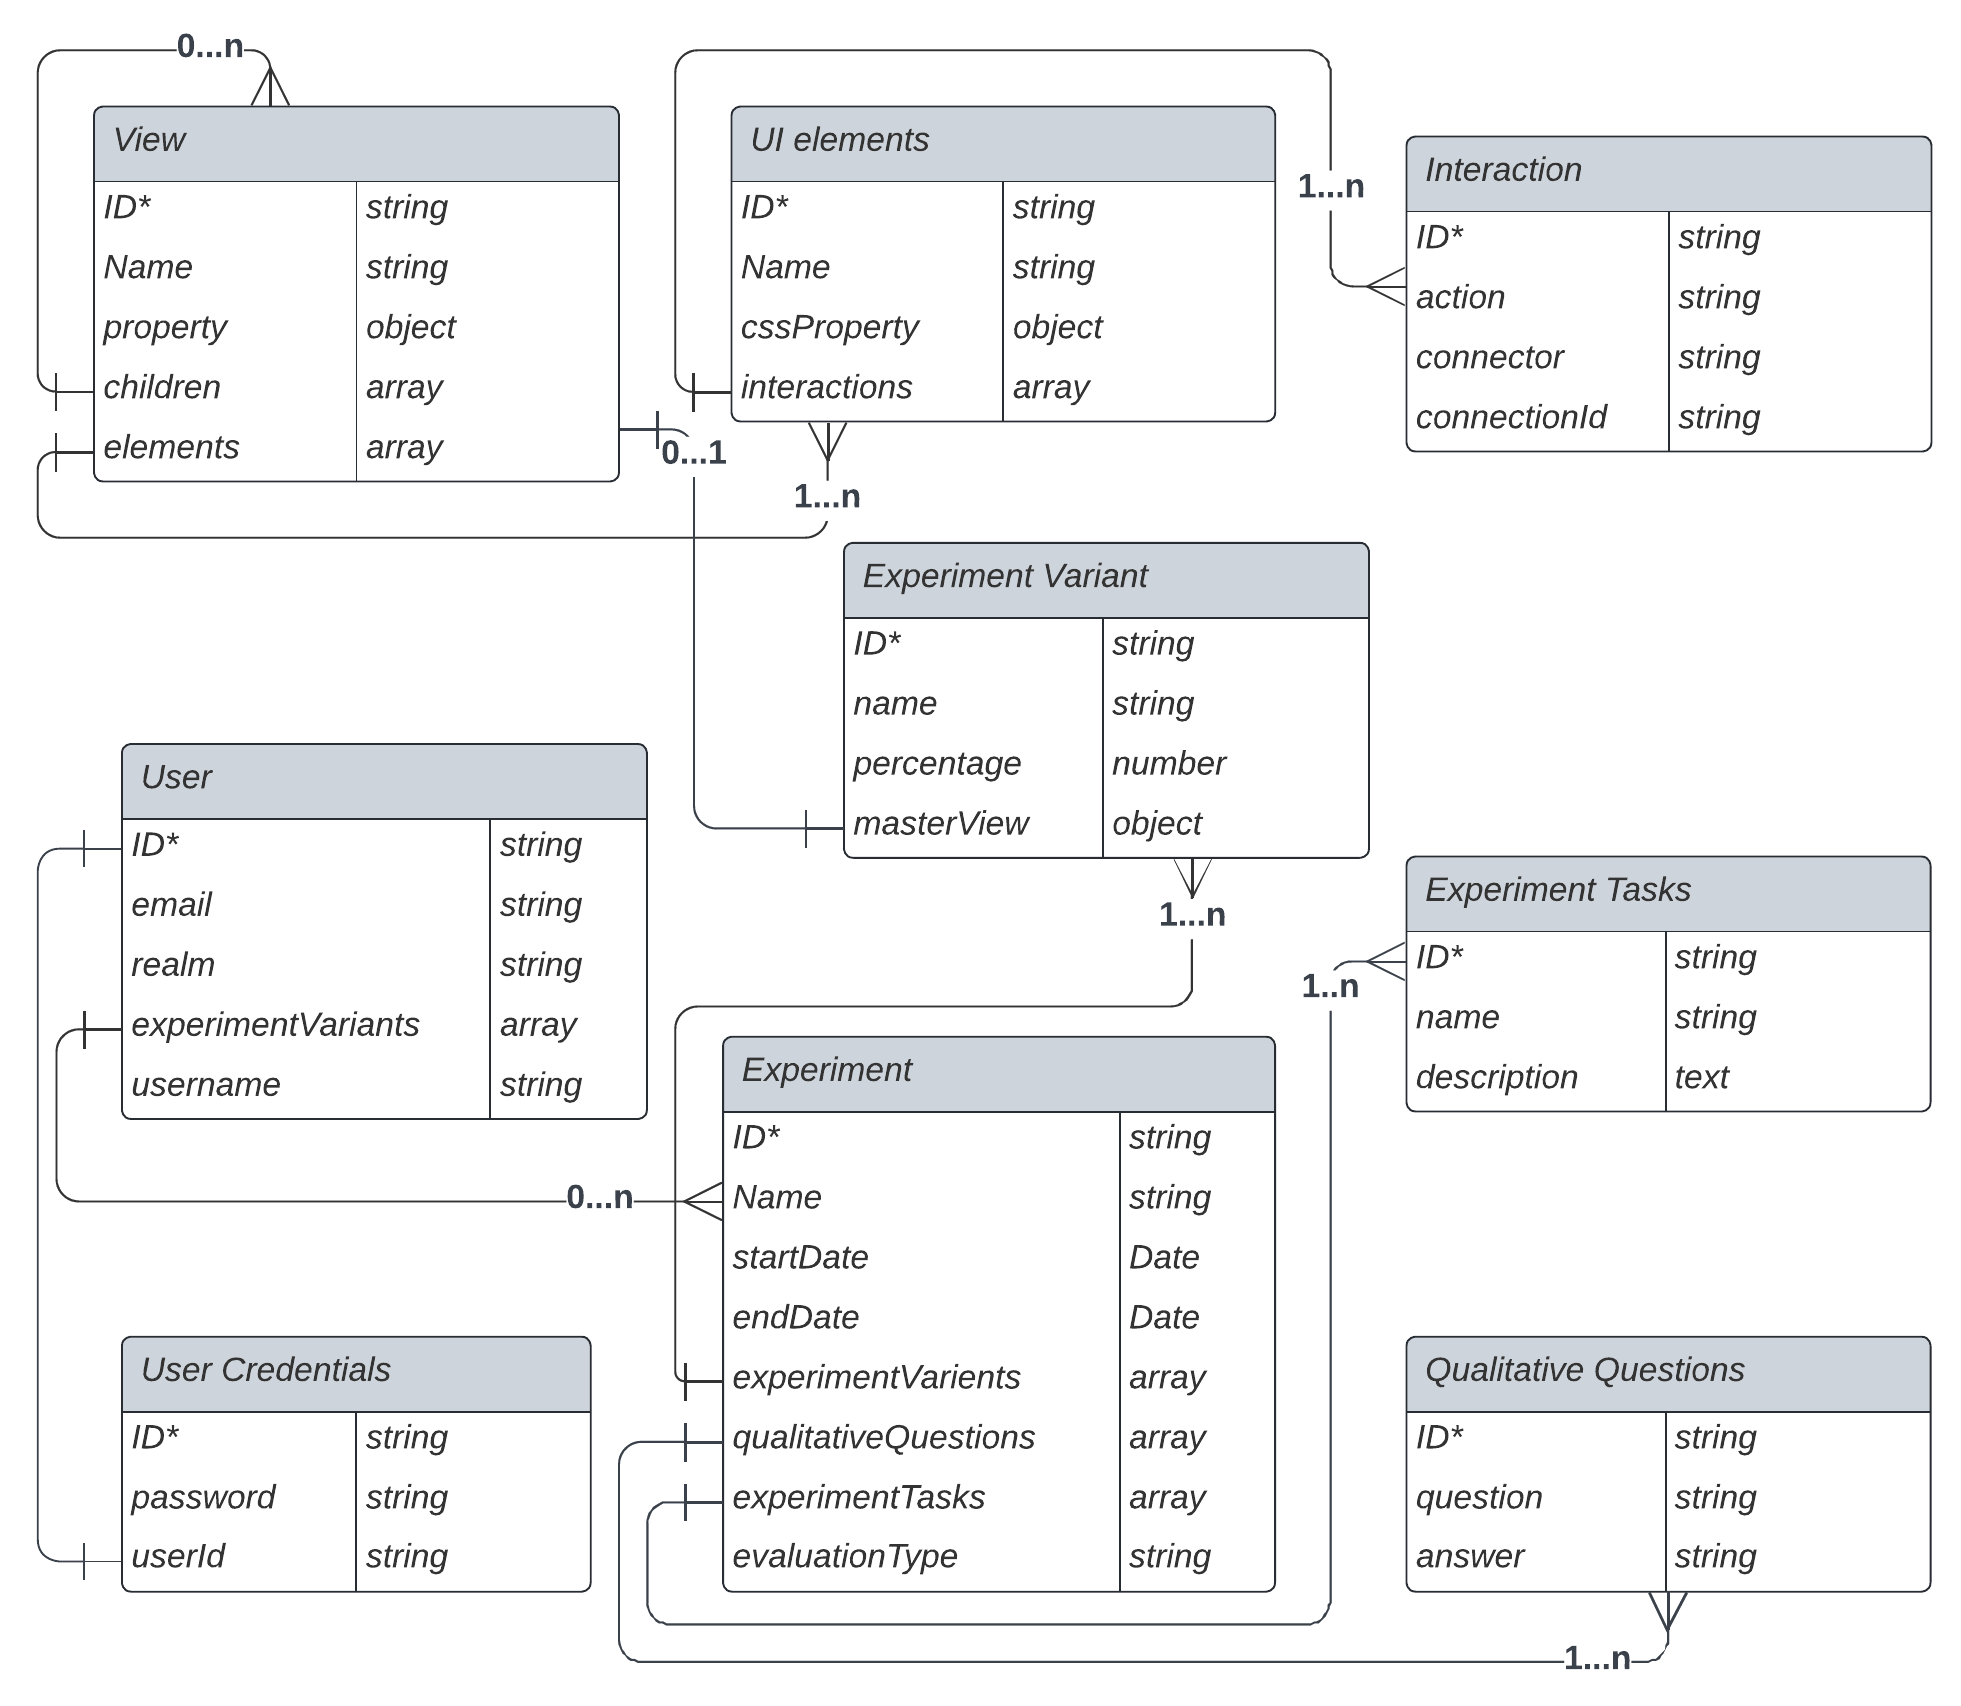 0...n
View
ID* string
Name string
property object
children array
elements array
UI elements
ID* string
Name string
cssProperty object
interactions array
1...n
Interaction
ID* string
action string
connector string
connectionId string
0...1
1...n
Experiment Variant
ID* string
name string
percentage number
masterView object
1...n
User
ID* string
email string
realm string
experimentVariants array
username string
Experiment Tasks
ID* string
name string
description text
1..n
0...n
Experiment
ID* string
Name string
startDate Date
endDate Date
experimentVarients array
qualitativeQuestions array
experimentTasks array
evaluationType string
User Credentials
ID* string
password string
userId string
Qualitative Questions
ID* string
question string
answer string
1...n